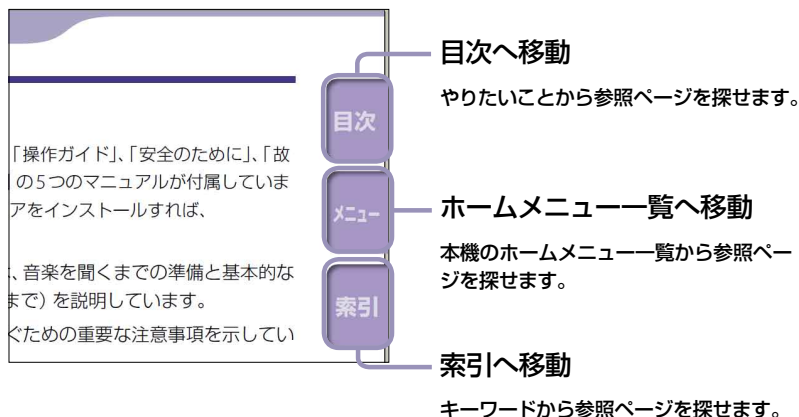 目次へ移動
やりたいことから参照ページを探せます。
目次
「操作ガイド」、「安全のために」、「故
の5つのマニュアルが付属していま
アをインストールすれば、
メニュー
ホームメニュー一覧へ移動
本機のホームメニュー一覧から参照ペー
ジを探せます。
、音楽を聞くまでの準備と基本的な
まで）を説明しています。
索引
ぐための重要な注意事項を示してい
索引へ移動
キーワードから参照ページを探せます。